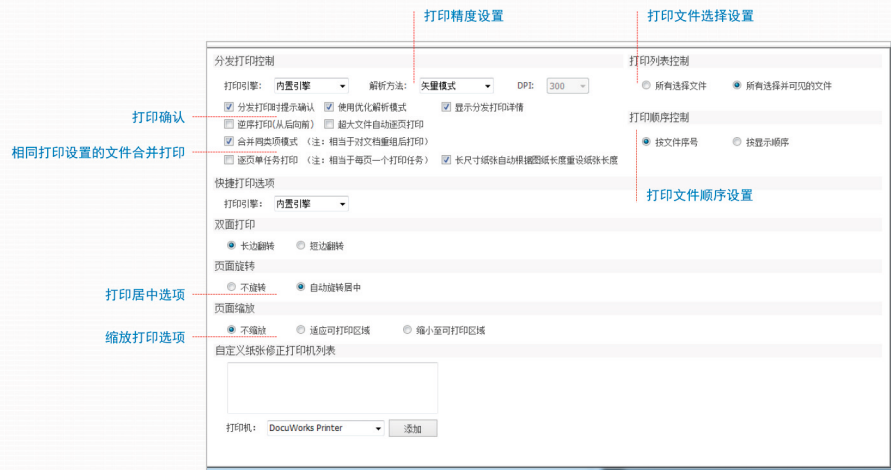 打印精度设置 打印文件选择设置
分发打印控制 打印列表控制
打印引擎: 内置引擎 解析方法: 矢量模式 DPI: 300 所有选择文件 所有选择并可见的文件
分发打印时提示确认 使用优化解析模式 显示分发打印详情
打印确认 逆序打印(从后向前) 超大文件自动逐页打印 打印顺序控制
合并同类项模式 (注: 相当于对文档重组后打印) 按文件序号 按显示顺序
相同打印设置的文件合并打印
逐页单任务打印 (注: 相当于每页一个打印任务) 长尺寸纸张自动根据图纸长度重设纸张长度
快捷打印选项
打印文件顺序设置
打印引擎: 内置引擎
双面打印
长边翻转 短边翻转
页面旋转
打印居中选项 不旋转 自动旋转居中
页面缩放
缩放打印选项 不缩放 适应可打印区域 缩小至可打印区域
自定义纸张修正打印机列表
打印机: DocuWorks Printer 添加